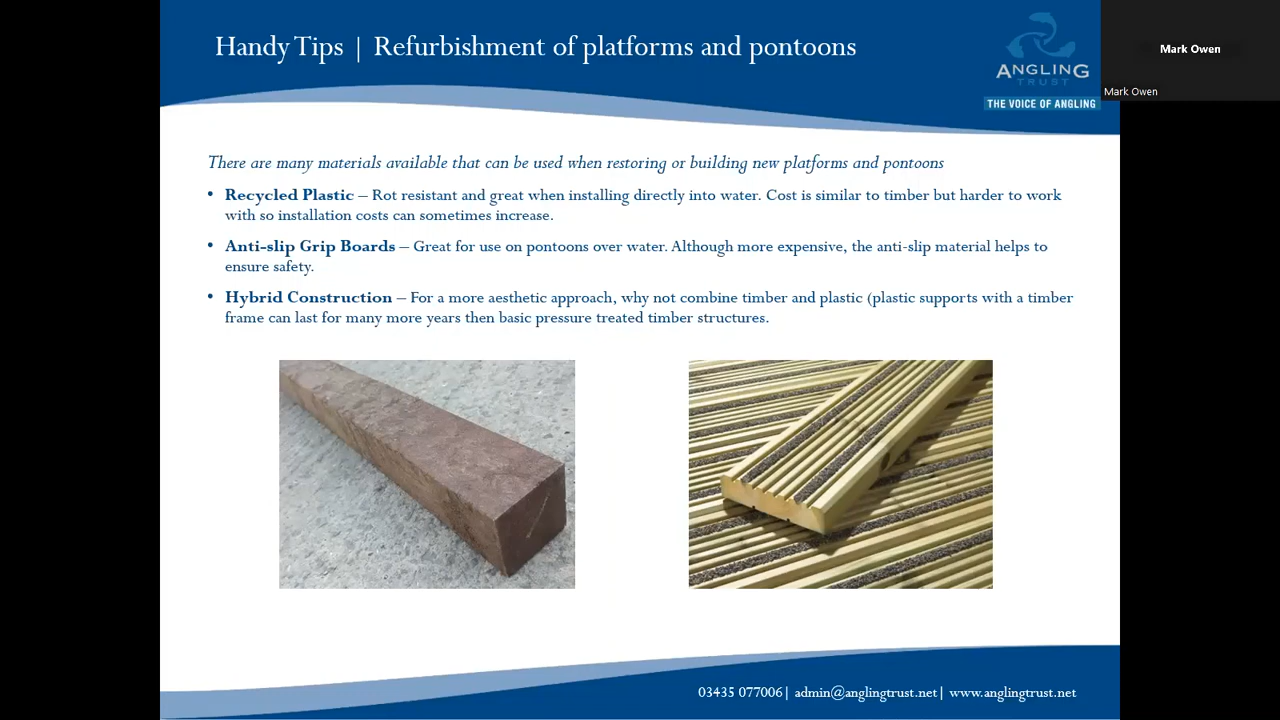 Handy Tips | Refurbishment of platforms and pontoons
ANGLING
TRUST
THE VOICE OF ANGLING
Mark Owen
Mark Owen
There are many materials available that can be used when restoring or building new platforms and pontoons
• Recycled Plastic – Rot resistant and great when installing directly into water. Cost is similar to timber but harder to work
with so installation costs can sometimes increase.
• Anti-slip Grip Boards – Great for use on pontoons over water. Although more expensive, the anti-slip material helps to
ensure safety.
• Hybrid Construction – For a more aesthetic approach, why not combine timber and plastic (plastic supports with a timber
frame can last for many more years then basic pressure treated timber structures.
03435 077006| admin@anglingtrust.net| www.anglingtrust.net